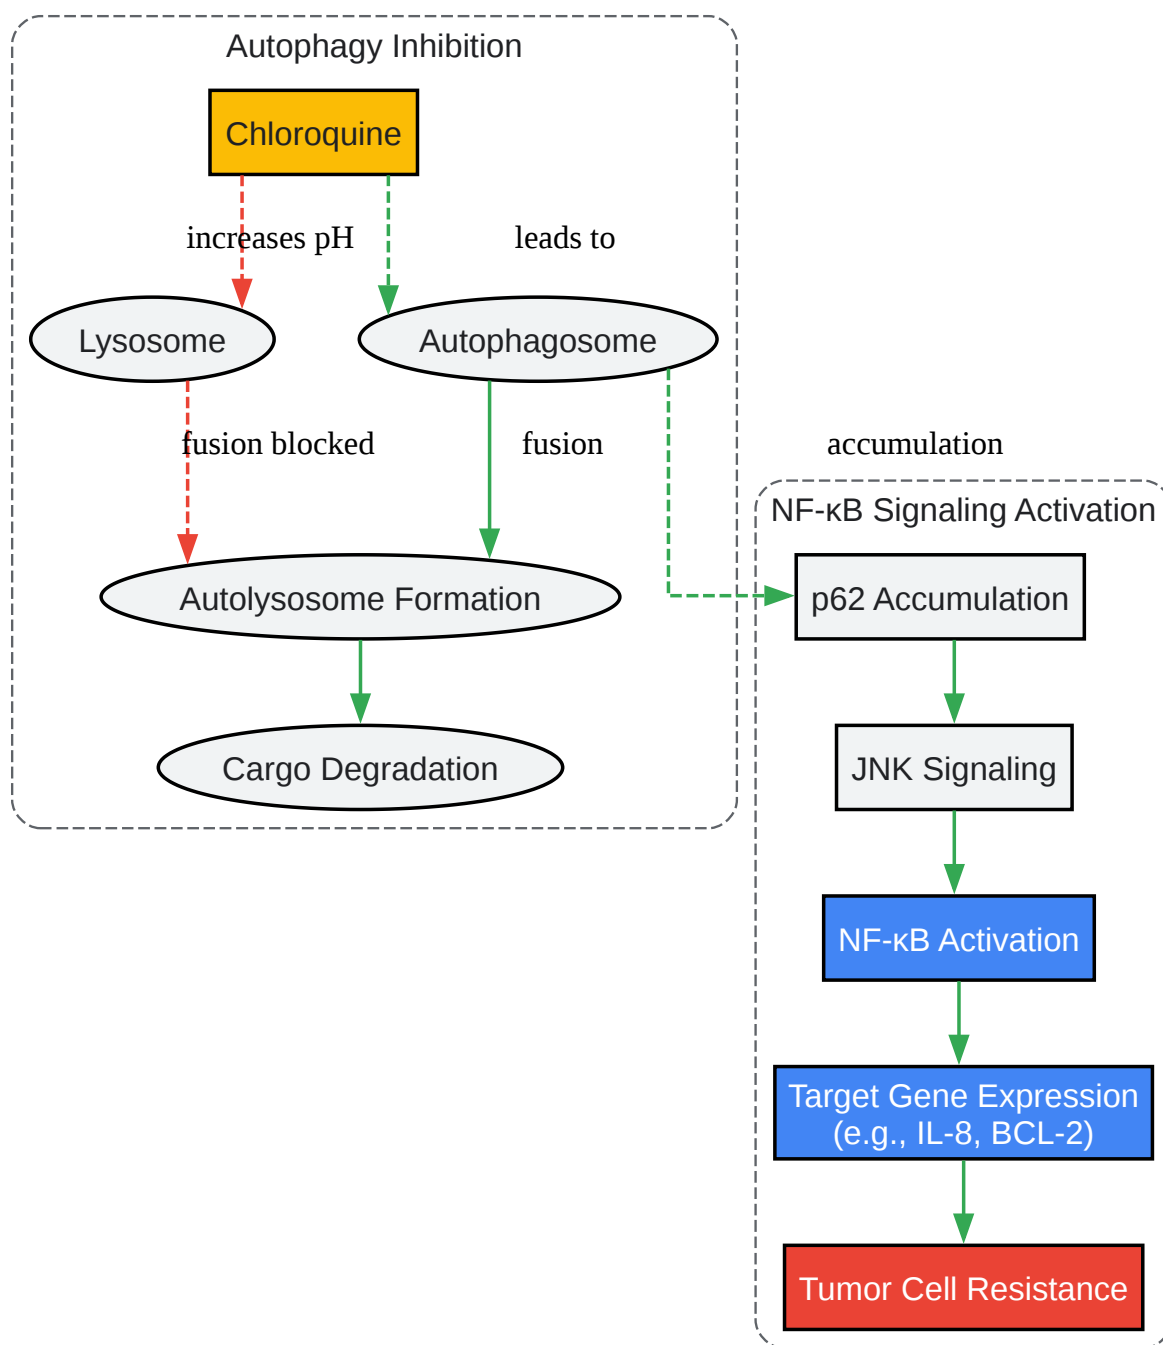 Autophagy Inhibition
Chloroquine
increases pH
leads to
Lysosome
Autophagosome
fusion blocked
fusion
accumulation
NF-κB Signaling Activation
Autolysosome Formation
p62 Accumulation
Cargo Degradation
JNK Signaling
NF-κB Activation
Target Gene Expression
(e.g., IL-8, BCL-2)
Tumor Cell Resistance